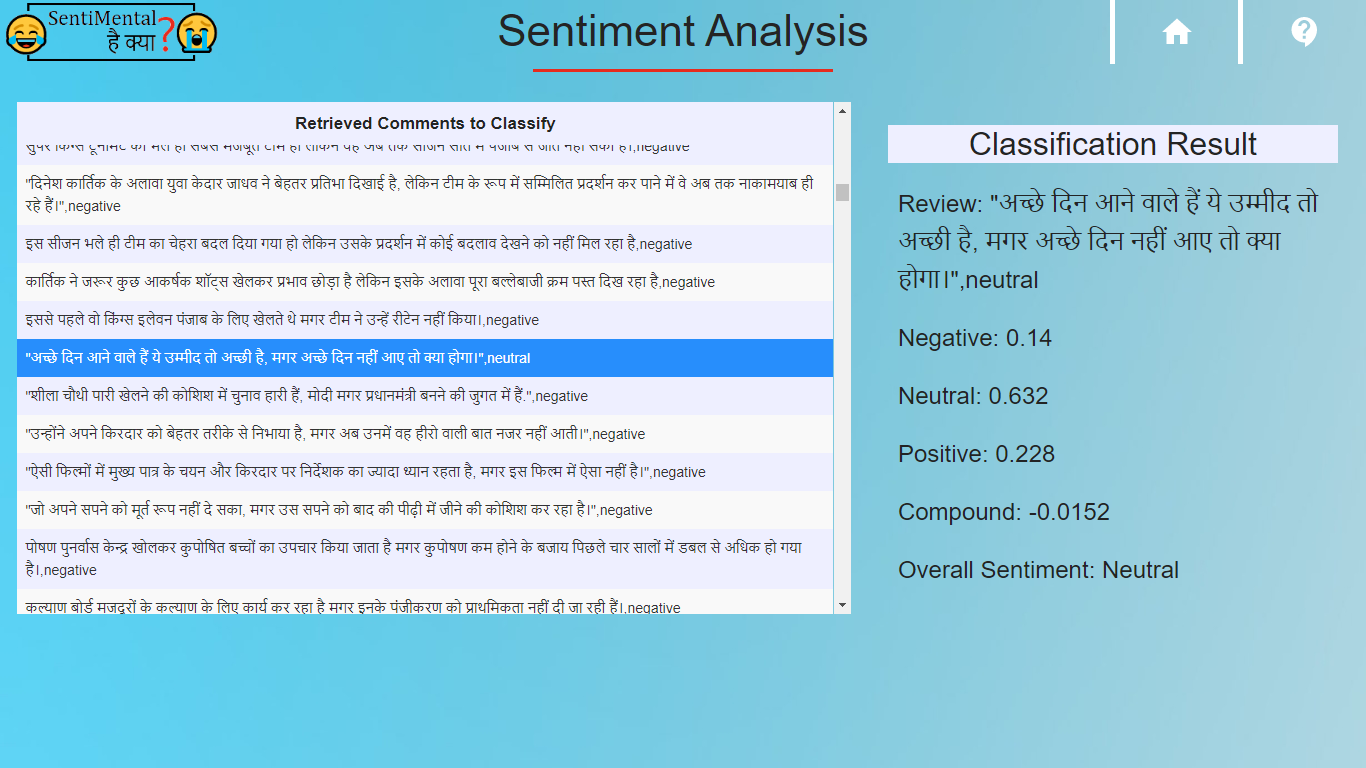 SentiMental
है क्या?
Sentiment Analysis
Retrieved Comments to Classify
"दिनेश कार्तिक के अलावा युवा केदार जाधव ने बेहतर प्रतिभा दिखाई है, लेकिन टीम के रूप में सम्मिलित प्रदर्शन कर पाने में वे अब तक नाकामयाब ही
रहे हैं।",negative
इस सीजन भले ही टीम का चेहरा बदल दिया गया हो लेकिन उसके प्रदर्शन में कोई बदलाव देखने को नहीं मिल रहा है,negative
कार्तिक ने जरूर कुछ आकर्षक शॉट्स खेलकर प्रभाव छोड़ा है लेकिन इसके अलावा पूरा बल्लेबाजी क्रम पस्त दिख रहा है,negative
इससे पहले वो किंग्स इलेवन पंजाब के लिए खेलते थे मगर टीम ने उन्हें रीटेन नहीं किया।,negative
"अच्छे दिन आने वाले हैं ये उम्मीद तो अच्छी है, मगर अच्छे दिन नहीं आए तो क्या होगा।",neutral
"शीला चौथी पारी खेलने की कोशिश में चुनाव हारी हैं, मोदी मगर प्रधानमंत्री बनने की जुगत में हैं.",negative
"उन्होंने अपने किरदार को बेहतर तरीके से निभाया है, मगर अब उनमें वह हीरो वाली बात नजर नहीं आती।",negative
"ऐसी फिल्मों में मुख्य पात्र के चयन और किरदार पर निर्देशक का ज्यादा ध्यान रहता है, मगर इस फिल्म में ऐसा नहीं है।",negative
"जो अपने सपने को मूर्त रूप नहीं दे सका, मगर उस सपने को बाद की पीढ़ी में जीने की कोशिश कर रहा है।",negative
पोषण पुनर्वास केन्द्र खोलकर कुपोषित बच्चों का उपचार किया जाता है मगर कुपोषण कम होने के बजाय पिछले चार सालों में डबल से अधिक हो गया
है।,negative
कल्याण बोर्ड मजदूरों के कल्याण के लिए कार्य कर रहा है मगर इनके पंजीकरण को प्राथमिकता नहीं दी जा रही हैं।,negative
Classification Result
Review: "अच्छे दिन आने वाले हैं ये उम्मीद तो
अच्छी है, मगर अच्छे दिन नहीं आए तो क्या
होगा।",neutral
Negative: 0.14
Neutral: 0.632
Positive: 0.228
Compound: -0.0152
Overall Sentiment: Neutral